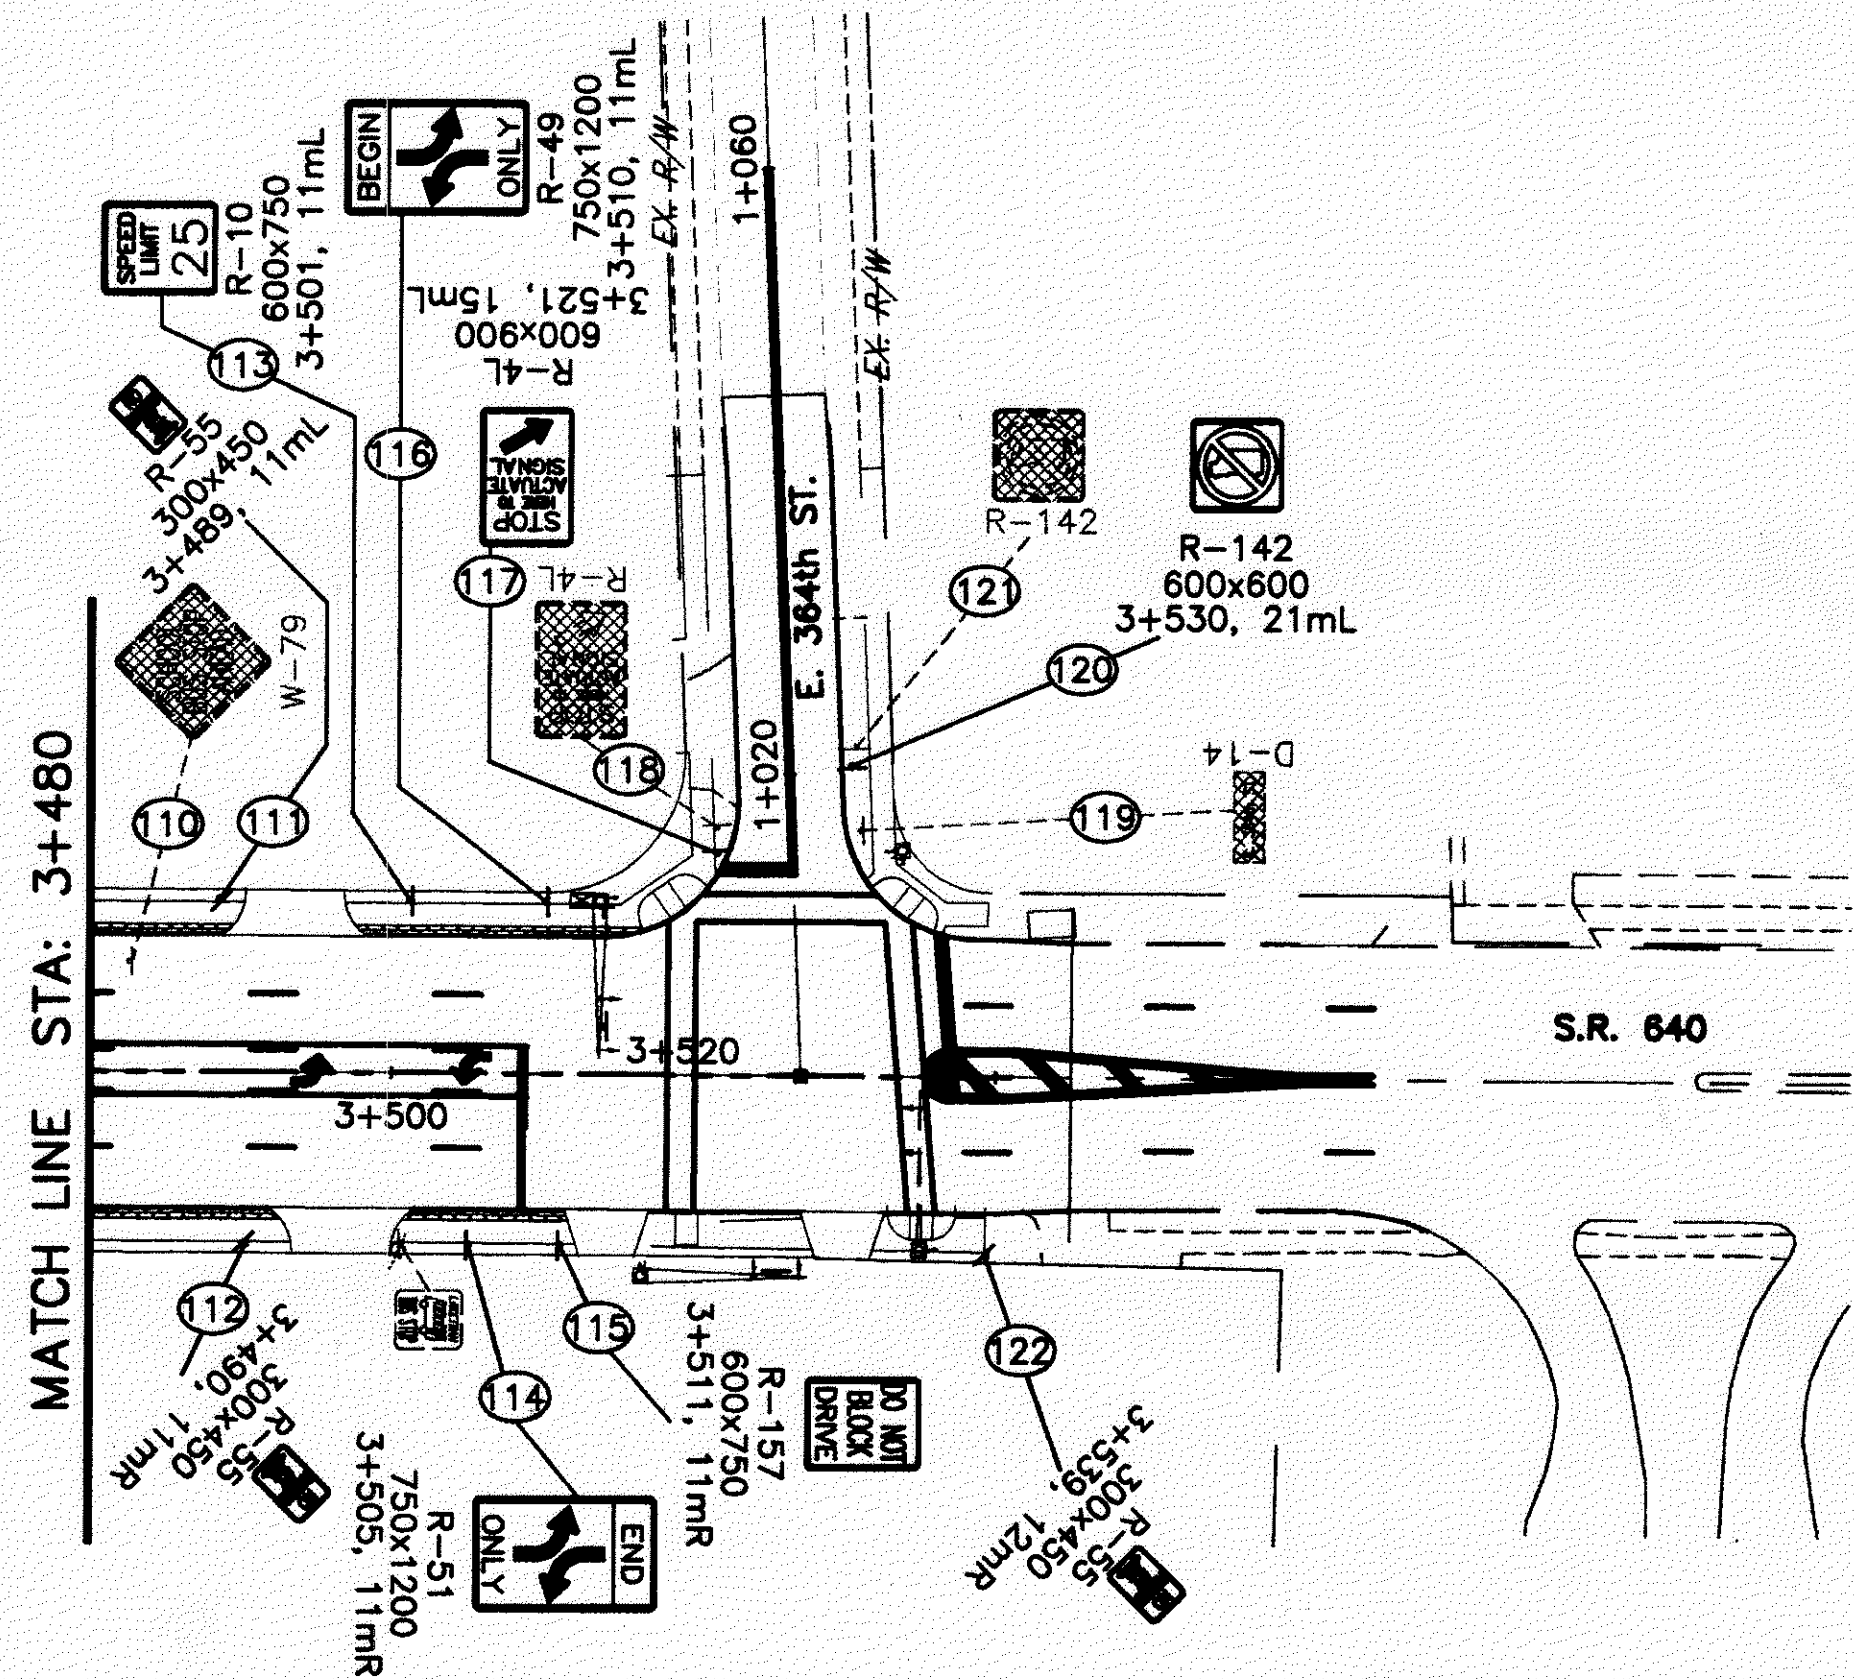 MATCH LINE STA: 3+480
SPEED
LIMIT
25
R-10
600x750
3+501, 11mL
113
BEGIN
ONLY
R-49
750x1200
3+510, 11mL
116
R-55
300x450
3+489, 11mL
111
W-79
110
STOP
HERE TO
ACTUATE
SIGNAL
R-4L
600x900
3+521, 15mL
117
R-4L
118
EX. R/W
EX. R/W
1+060
1+020
E. 364th ST.
R-142
121
R-142
600x600
3+530, 21mL
120
D-14
119
S.R. 640
3+520
3+500
112
R-55
300x450
3+490, 11mR
114
END
ONLY
R-51
750x1200
3+505, 11mR
115
DO NOT
BLOCK
DRIVE
R-157
600x750
3+511, 11mR
122
R-55
300x450
3+539, 12mR